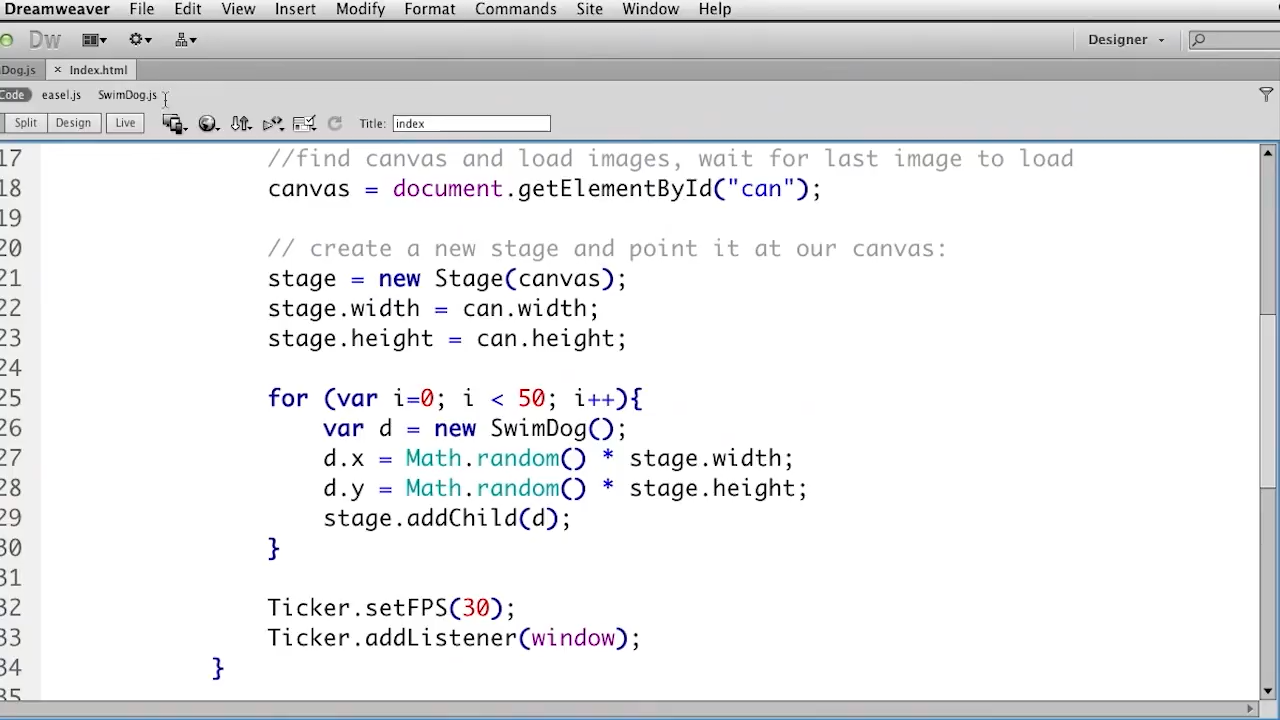 Dreamweaver File Edit View Insert Modify Format Commands Site Window Help
Dw Designer
Dog.js × Index.html
Code easel.js SwimDog.js
Split Design Live Title: index
17 //find canvas and load images, wait for last image to load
18 canvas = document.getElementById("can");
19
20 // create a new stage and point it at our canvas:
21 stage = new Stage(canvas);
22 stage.width = can.width;
23 stage.height = can.height;
24
25 for (var i=0; i < 50; i++){
26 var d = new SwimDog();
27 d.x = Math.random() * stage.width;
28 d.y = Math.random() * stage.height;
29 stage.addChild(d);
30 }
31
32 Ticker.setFPS(30);
33 Ticker.addListener(window);
34 }
35